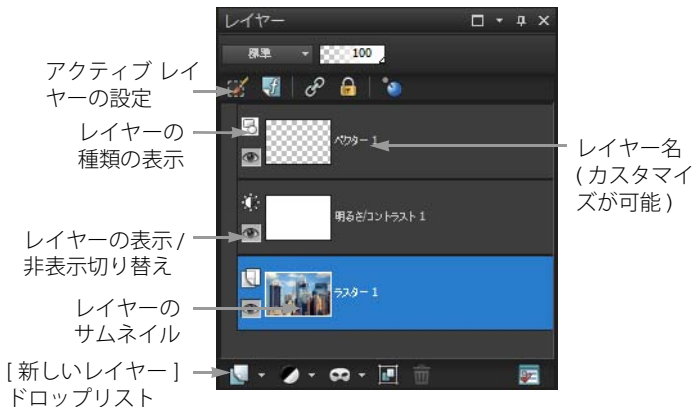 レイヤー
標準
100
アクティブ レイ
ヤーの設定
レイヤーの
種類の表示
ベクター 1
レイヤー名
( カスタマイ
ズが可能 )
明るさ/コントラスト 1
レイヤーの表示 /
非表示切り替え
ラスター 1
レイヤーの
サムネイル
[ 新しいレイヤー ]
ドロップリスト